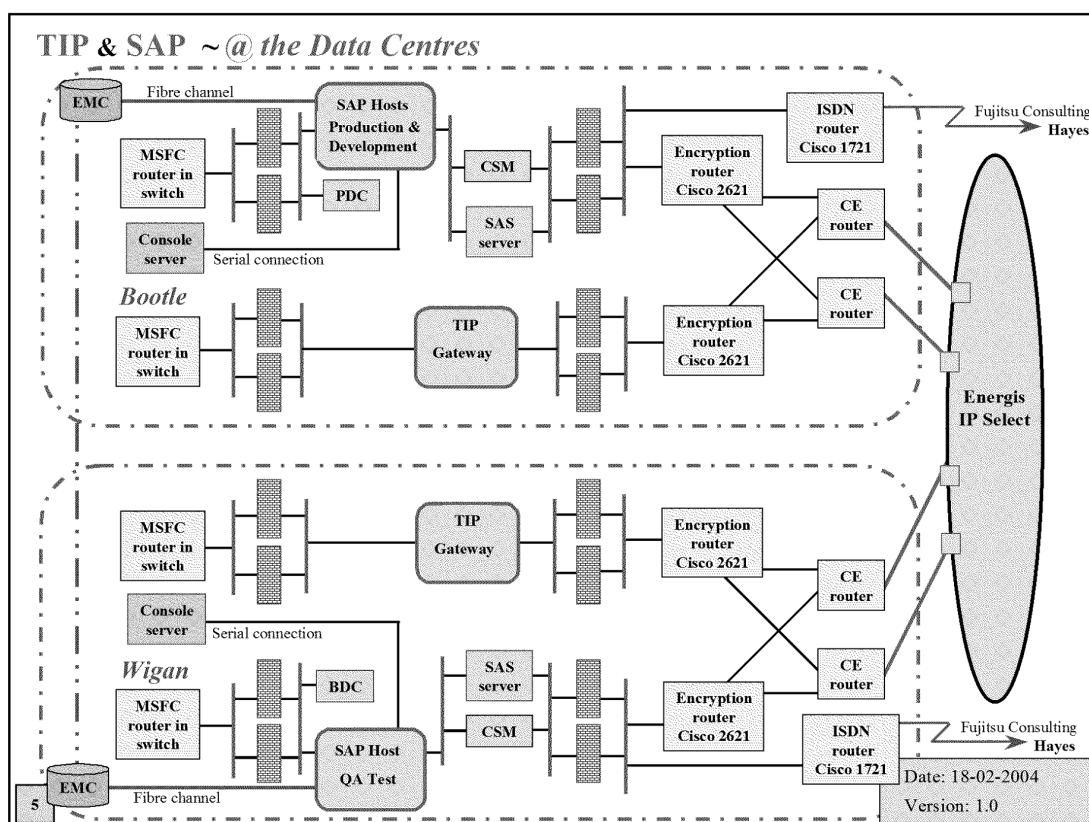 TIP & SAP ~ @ the Data Centres
EMC
Fibre channel
SAP Hosts
Production &
Development
MSFC
router in
switch
PDC
CSM
SAS
server
Console
server
Serial connection
Encryption
router
Cisco 2621
ISDN
router
Cisco 1721
Fujitsu Consulting
Hayes
CE
router
CE
router
Bootle
MSFC
router in
switch
TIP
Gateway
Encryption
router
Cisco 2621
Energis
IP Select
MSFC
router in
switch
TIP
Gateway
Encryption
router
Cisco 2621
CE
router
Console
server
Serial connection
Wigan
MSFC
router in
switch
BDC
SAS
server
CSM
Encryption
router
Cisco 2621
CE
router
SAP Host
QA Test
ISDN
router
Cisco 1721
Fujitsu Consulting
Hayes
EMC
Fibre channel
5
Date: 18-02-2004
Version: 1.0